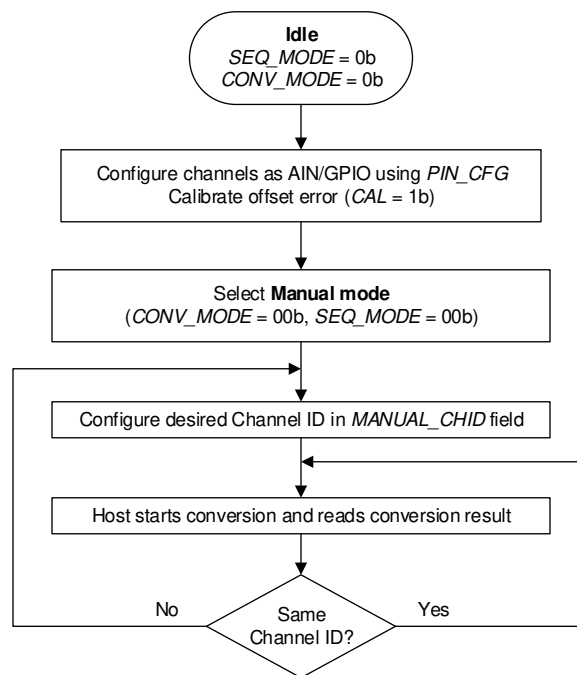 Idle
SEQ_MODE = 0b
CONV_MODE = 0b
Configure channels as AIN/GPIO using PIN_CFG
Calibrate offset error (CAL = 1b)
Select Manual mode
(CONV_MODE = 00b, SEQ_MODE = 00b)
Configure desired Channel ID in MANUAL_CHID field
Host starts conversion and reads conversion result
No
Same
Channel ID?
Yes